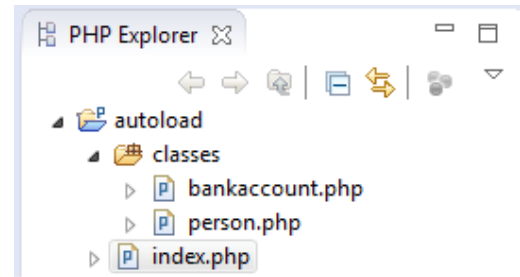 PHP Explorer
autoload
classes
bankaccount.php
person.php
index.php